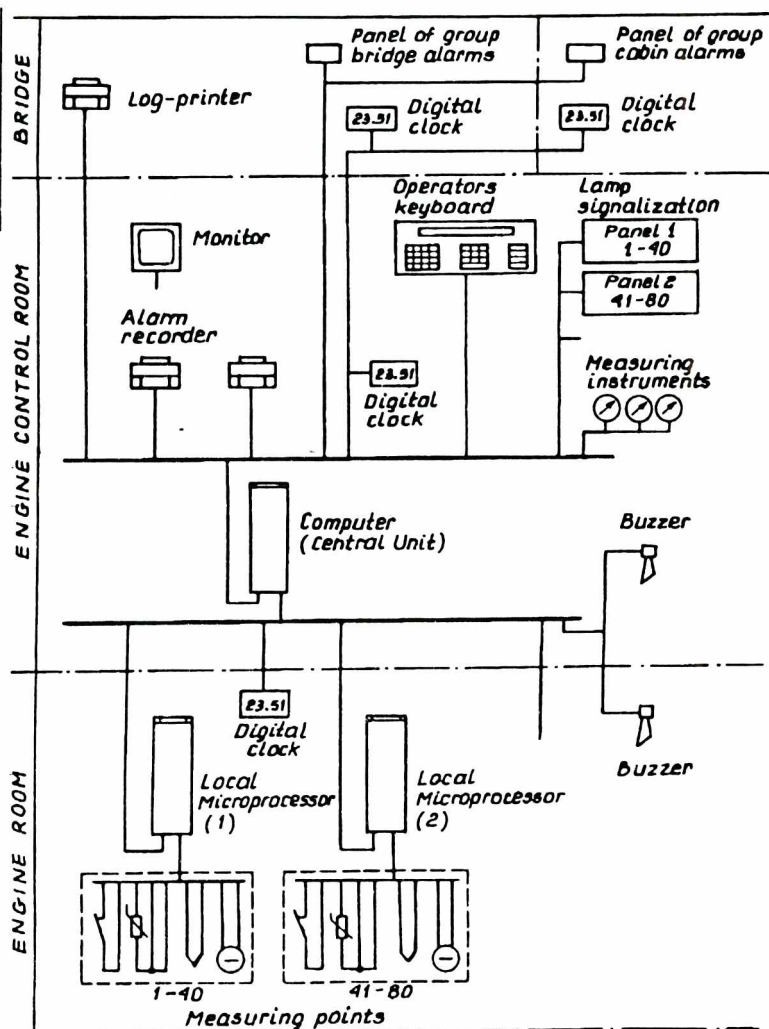 BRIDGE
Log-printer
Panel of group
bridge alarms
Panel of group
cabin alarms
23.51
Digital
clock
23.51
Digital
clock
ENGINE CONTROL ROOM
Monitor
Operators
keyboard
Lamp
signalization
Panel 1
1-40
Panel 2
41-80
Alarm
recorder
23.51
Digital
clock
Measuring
instruments
Computer
(Central Unit)
Buzzer
ENGINE ROOM
23.51
Digital
clock
Local
Microprocessor
(1)
Local
Microprocessor
(2)
Buzzer
1-40
41-80
Measuring points